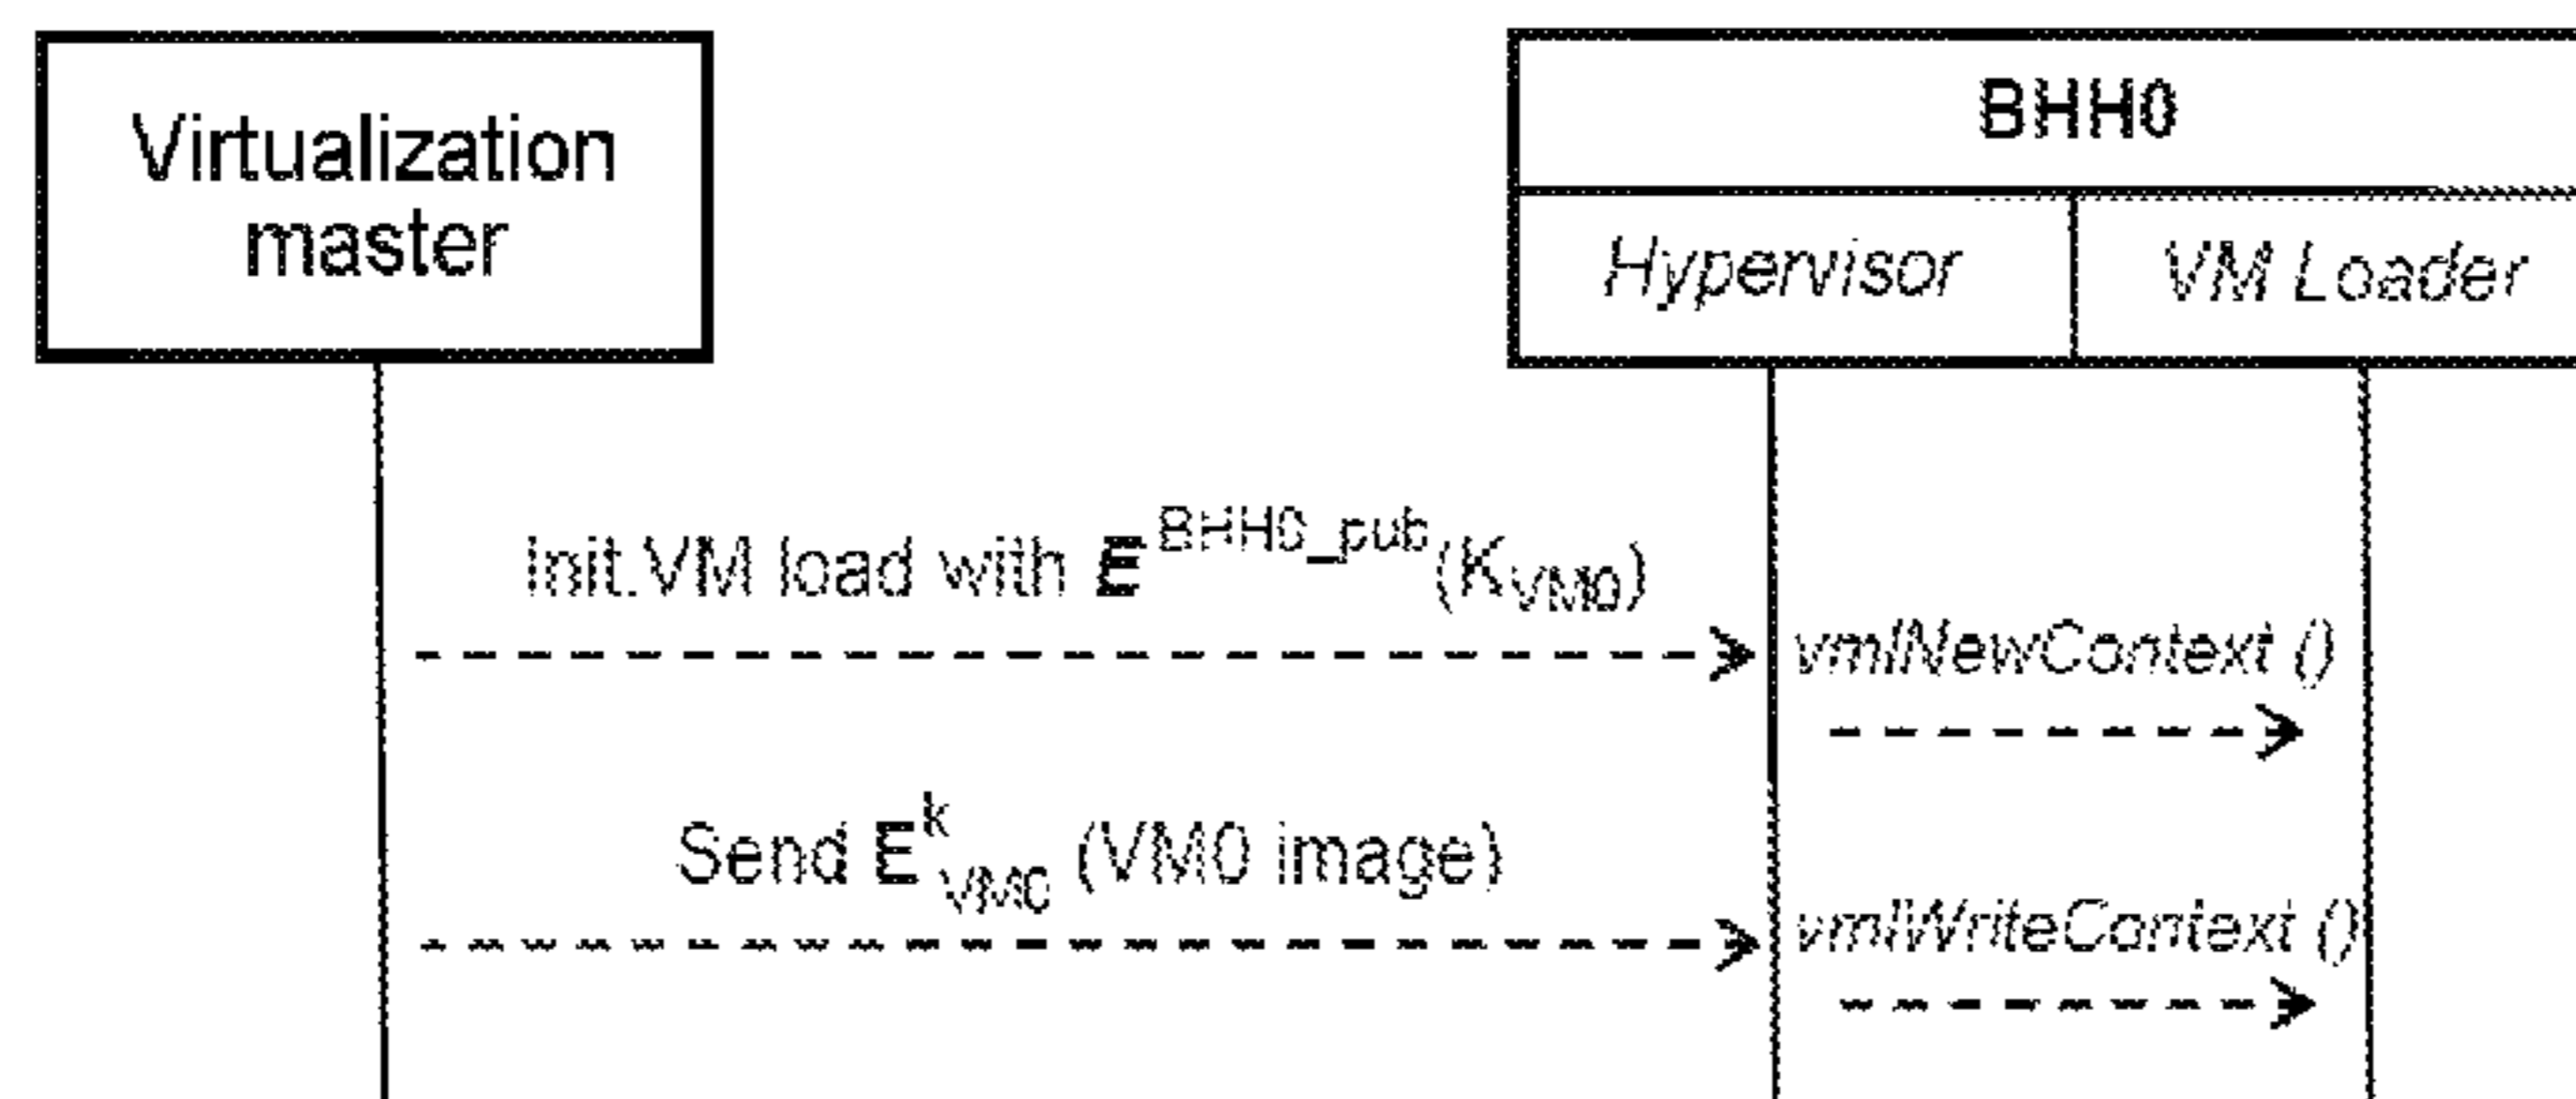 Virtualization
master
BHH0
Hypervisor
VM Loader
Init.VM load with E^BHH0_pub(K_VM0)
vmlNewContext ()
Send E^k_VM0 (VM0 image)
vmlWriteContext ()